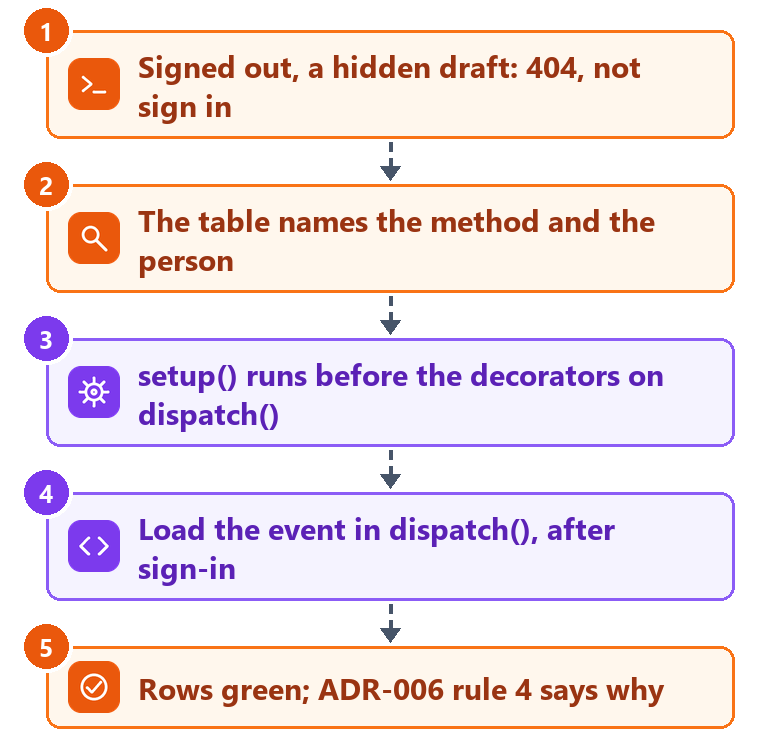 1
Signed out, a hidden draft: 404, not
sign in
2
The table names the method and the
person
3
setup() runs before the decorators on
dispatch()
4
Load the event in dispatch(), after
sign-in
5
Rows green; ADR-006 rule 4 says why